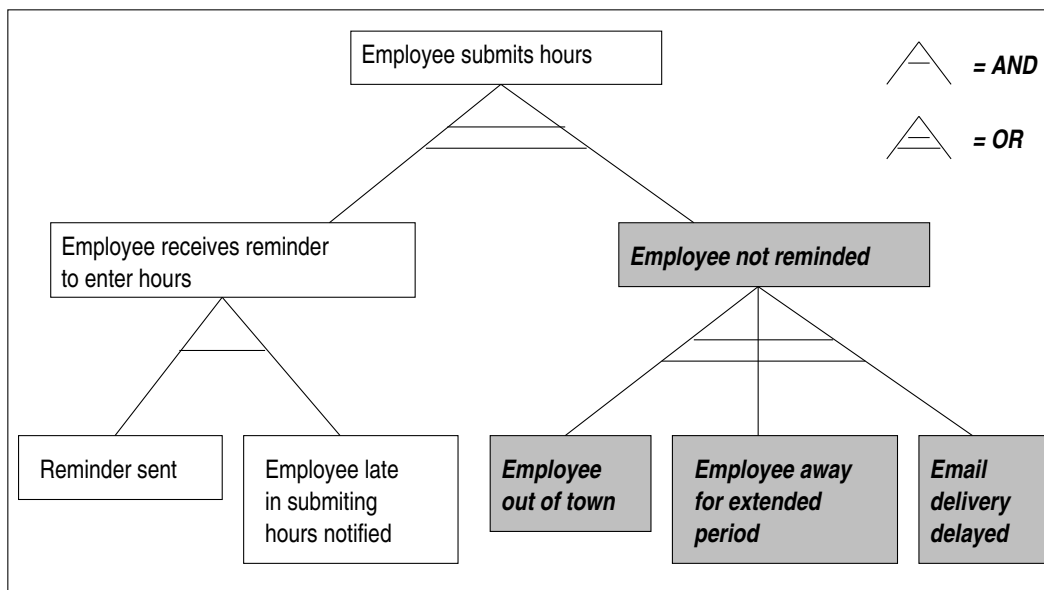 Employee submits hours
= AND
= OR
Employee receives reminder
to enter hours
Employee not reminded
Reminder sent
Employee late
in submiting
hours notified
Employee
out of town
Employee away
for extended
period
Email
delivery
delayed